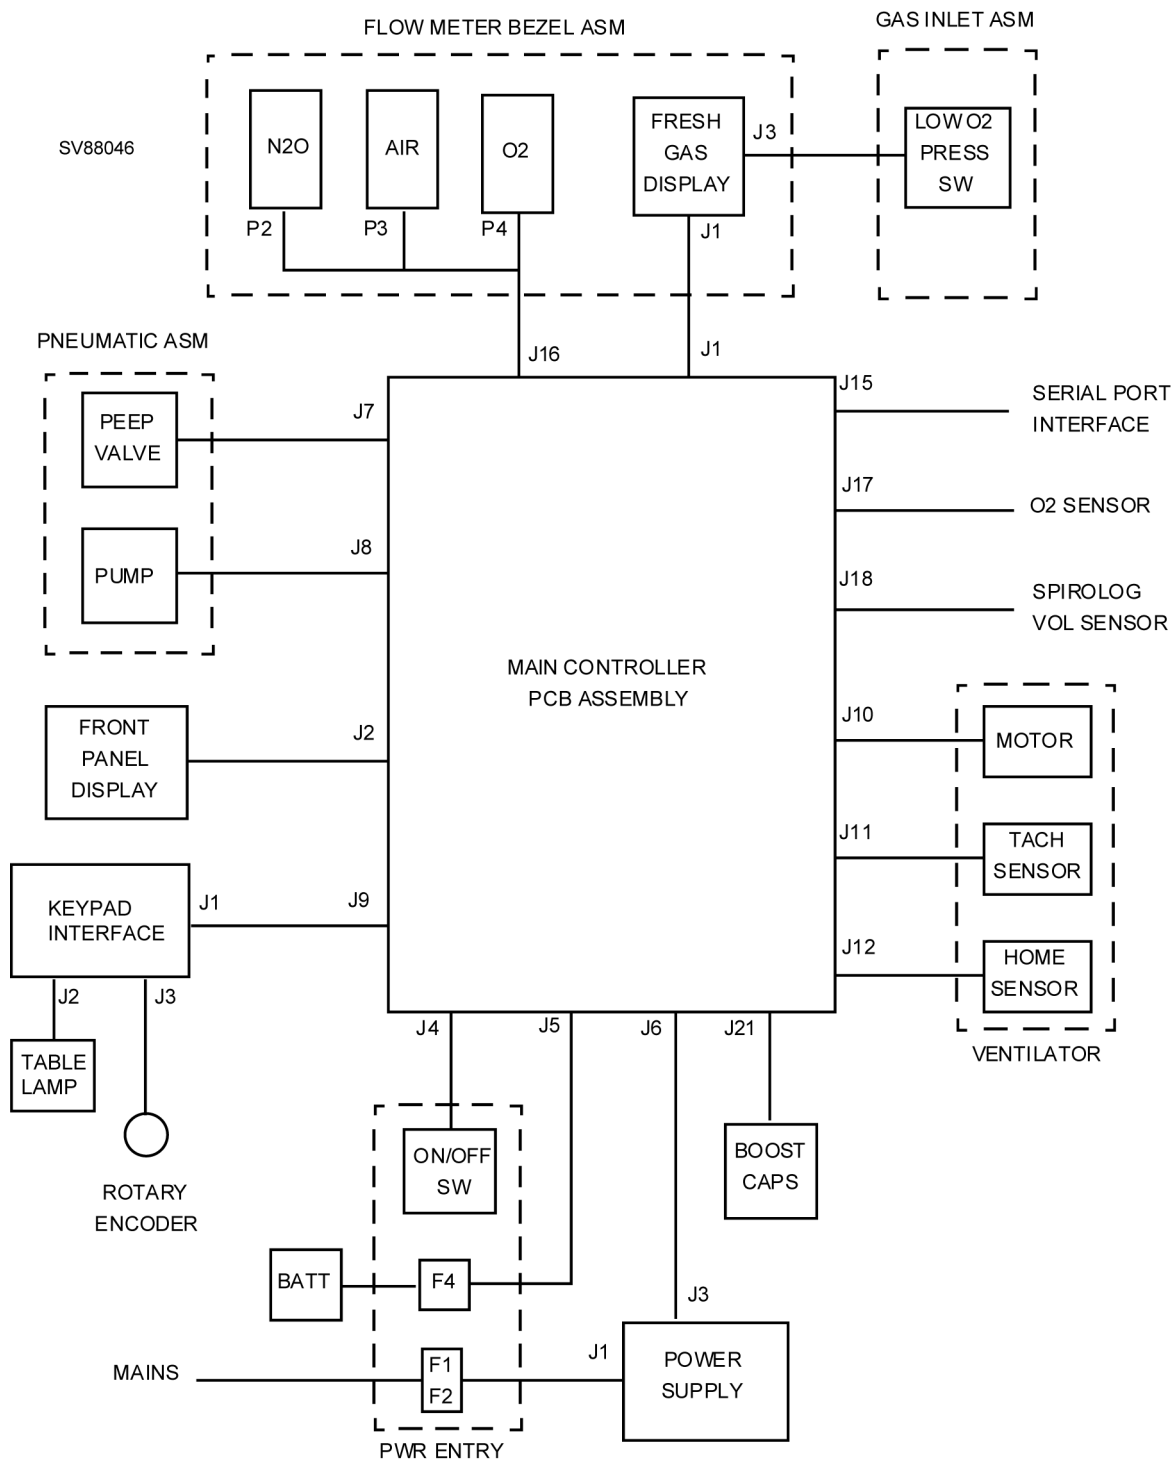 FLOW METER BEZEL ASM
GAS INLET ASM
SV88046
N2O
AIR
O2
FRESH
GAS
DISPLAY
J3
LOW O2
PRESS
SW
P2
P3
P4
J1
J16
J1
PNEUMATIC ASM
PEEP
VALVE
J7
PUMP
J8
FRONT
PANEL
DISPLAY
J2
KEYPAD
INTERFACE
J1
J9
J2
J3
TABLE
LAMP
ROTARY
ENCODER
MAIN CONTROLLER
PCB ASSEMBLY
J15
SERIAL PORT
INTERFACE
J17
O2 SENSOR
J18
SPIROLOG
VOL SENSOR
J10
MOTOR
J11
TACH
SENSOR
J12
HOME
SENSOR
VENTILATOR
J4
J5
J6
J21
ON/OFF
SW
BOOST
CAPS
BATT
F4
J3
MAINS
F1
F2
J1
POWER
SUPPLY
PWR ENTRY